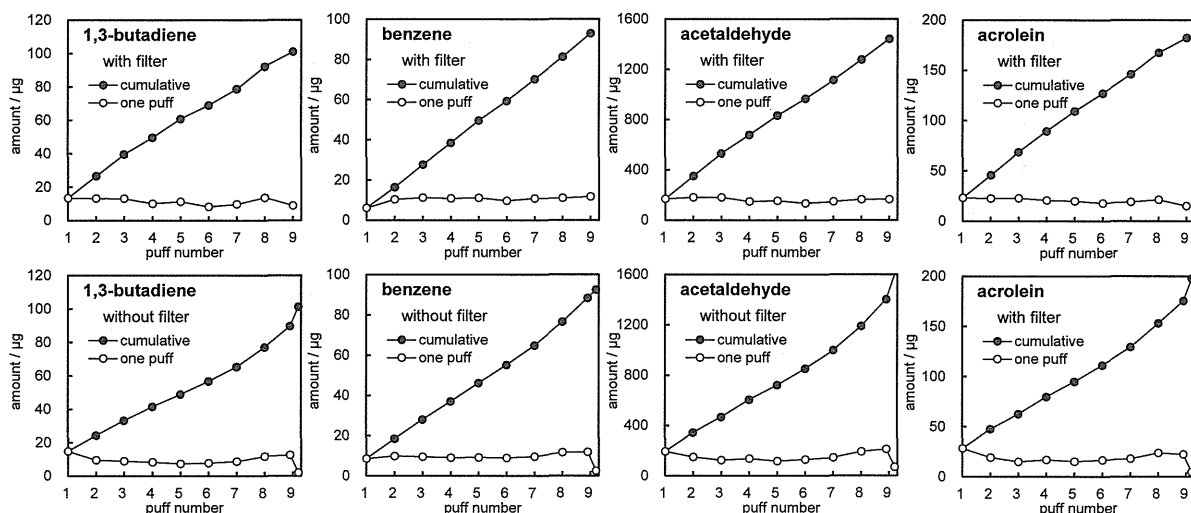 1,3-butadiene
with filter
cumulative
one puff
amount / µg
120
100
80
60
40
20
0
1 2 3 4 5 6 7 8 9
puff number
benzene
with filter
cumulative
one puff
amount / µg
100
80
60
40
20
0
1 2 3 4 5 6 7 8 9
puff number
acetaldehyde
with filter
cumulative
one puff
amount / µg
1600
1200
800
400
0
1 2 3 4 5 6 7 8 9
puff number
acrolein
with filter
cumulative
one puff
amount / µg
200
150
100
50
0
1 2 3 4 5 6 7 8 9
puff number
1,3-butadiene
without filter
cumulative
one puff
amount / µg
120
100
80
60
40
20
0
1 2 3 4 5 6 7 8 9
puff number
benzene
without filter
cumulative
one puff
amount / µg
100
80
60
40
20
0
1 2 3 4 5 6 7 8 9
puff number
acetaldehyde
without filter
cumulative
one puff
amount / µg
1600
1200
800
400
0
1 2 3 4 5 6 7 8 9
puff number
acrolein
with filter
cumulative
one puff
amount / µg
200
150
100
50
0
1 2 3 4 5 6 7 8 9
puff number